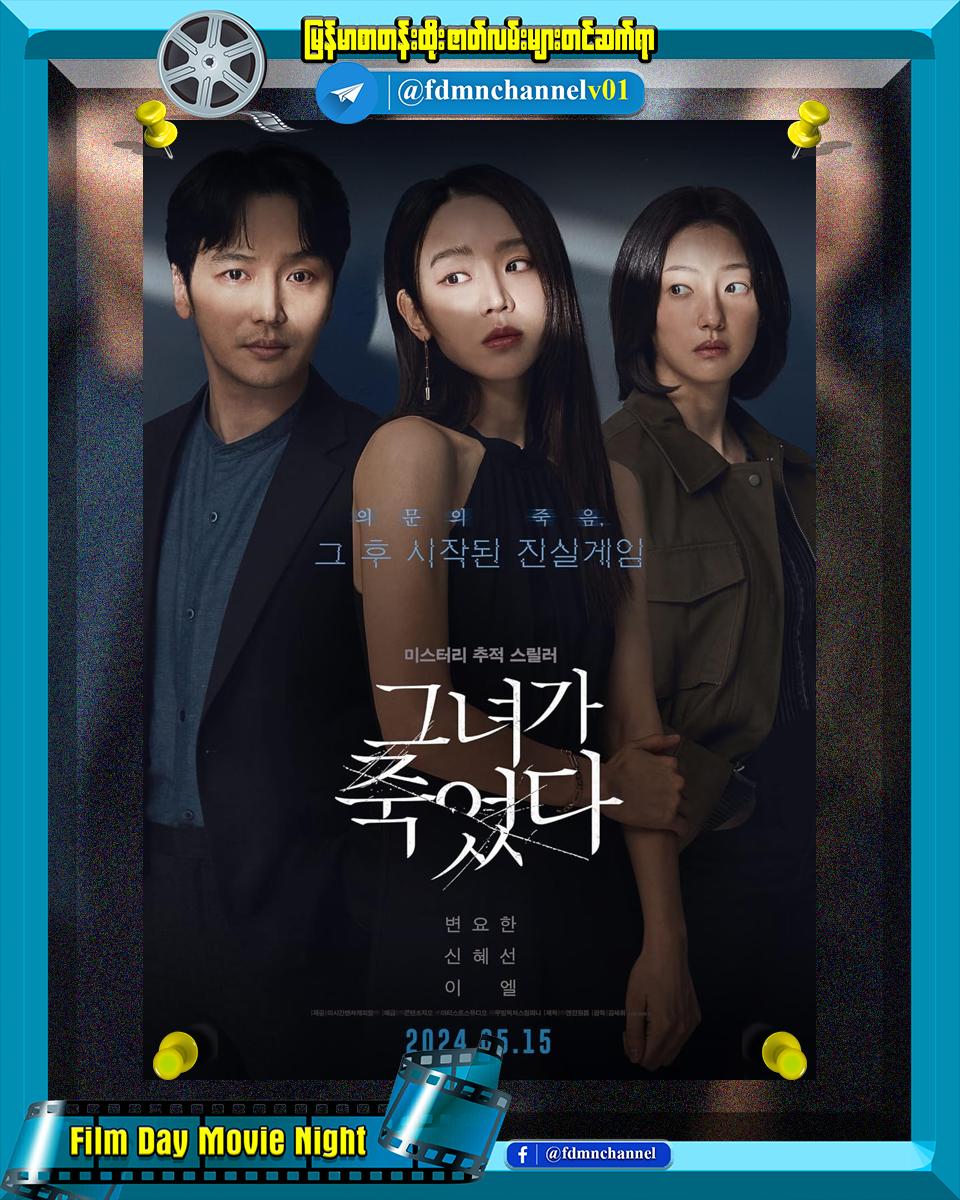 မြန်မာစာတန်းထိုးဇာတ်လမ်းများတင်ဆက်ရာ
@fdmnchannelv01
의문의 죽음,
그 후 시작된 진실게임
미스터리 추적 스릴러
그녀가
죽었다
변요한
신혜선
이엘
2024.05.15
Film Day Movie Night
@fdmnchannel